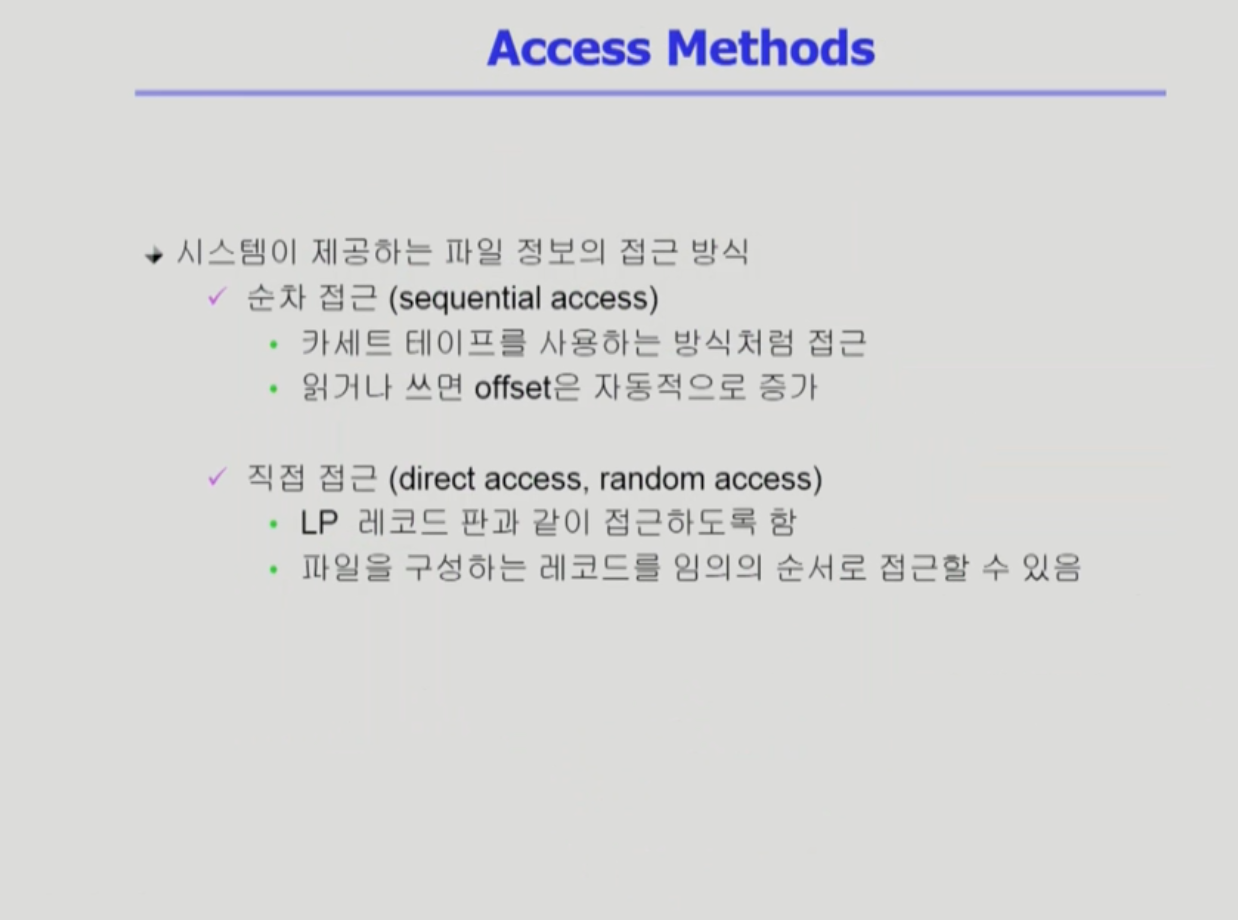 Access Methods
시스템이 제공하는 파일 정보의 접근 방식
순차 접근 (sequential access)
카세트 테이프를 사용하는 방식처럼 접근
읽거나 쓰면 offset은 자동적으로 증가
직접 접근 (direct access, random access)
LP 레코드 판과 같이 접근하도록 함
파일을 구성하는 레코드를 임의의 순서로 접근할 수 있음